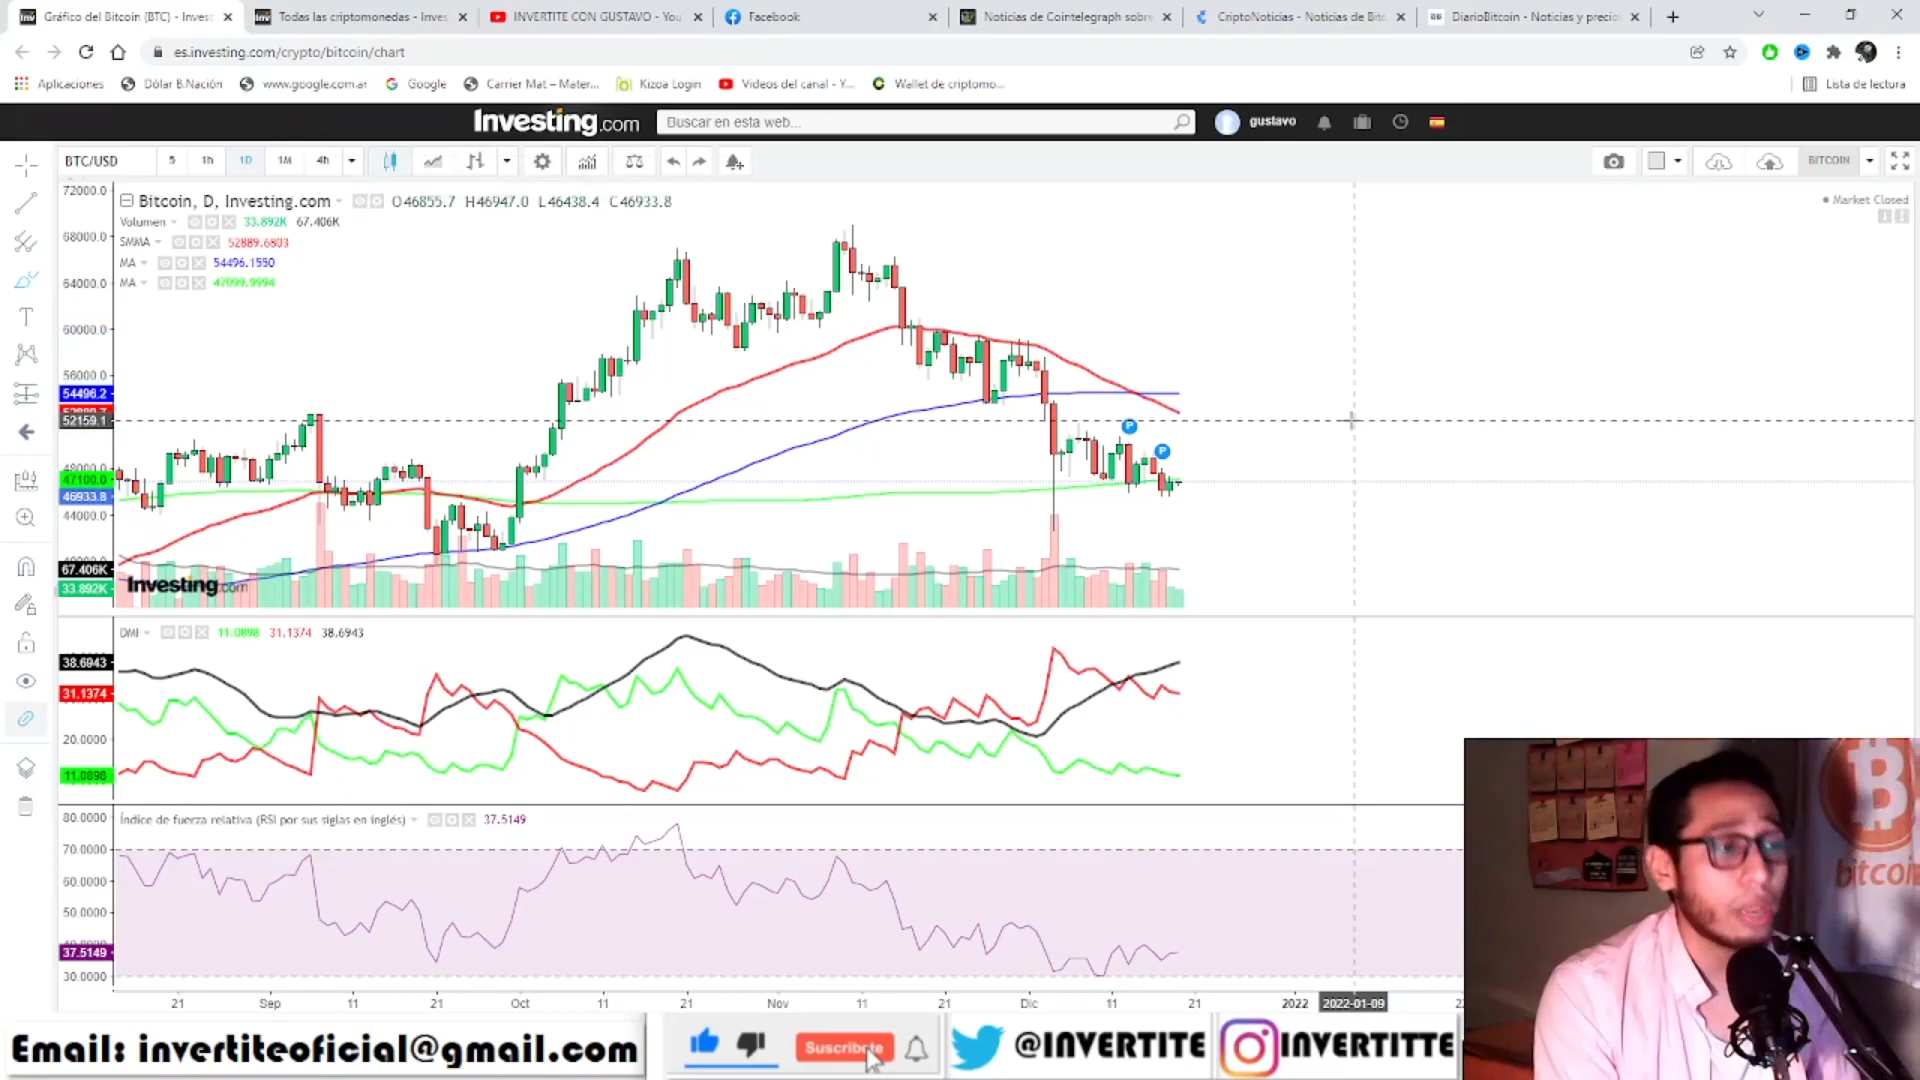 Gráfico del Bitcoin (BTC) - Inves
Todas las criptomonedas - Inves
INVERTITE CON GUSTAVO - You
Facebook
Noticias de Cointelegraph sobre
CriptoNoticias - Noticias de Bitc
DiarioBitcoin - Noticias y precio
es.investing.com/crypto/bitcoin/chart
Aplicaciones
Dólar B.Nación
www.google.com.ar
Google
Carrier Mat – Mater...
Kizoa Login
Videos del canal - Y...
Wallet de criptomo...
Lista de lectura
Investing.com
Buscar en esta web...
gustavo
BTC/USD
5
1h
1D
1M
4h
BITCOIN
Bitcoin, D, Investing.com
O46855.7 H46947.0 L46438.4 C46933.8
Market Closed
Volumen
33.892K
67.406K
SMMA
52889.6803
MA
54496.1550
MA
47099.9994
72000.0
68000.0
64000.0
60000.0
56000.0
54496.2
52159.1
48000.0
47100.0
46933.8
44000.0
67.406K
33.892K
P
P
Investing.com
DMI
11.0898
31.1374
38.6943
38.6943
31.1374
20.0000
11.0898
Índice de fuerza relativa (RSI por sus siglas en inglés)
37.5149
80.0000
70.0000
60.0000
50.0000
37.5149
30.0000
21
Sep
11
21
Oct
11
21
Nov
11
21
Dic
11
21
2022
2022-01-09
bitcoin
Email: invertiteoficial@gmail.com
Suscribete
@INVERTITE
INVERTITTE